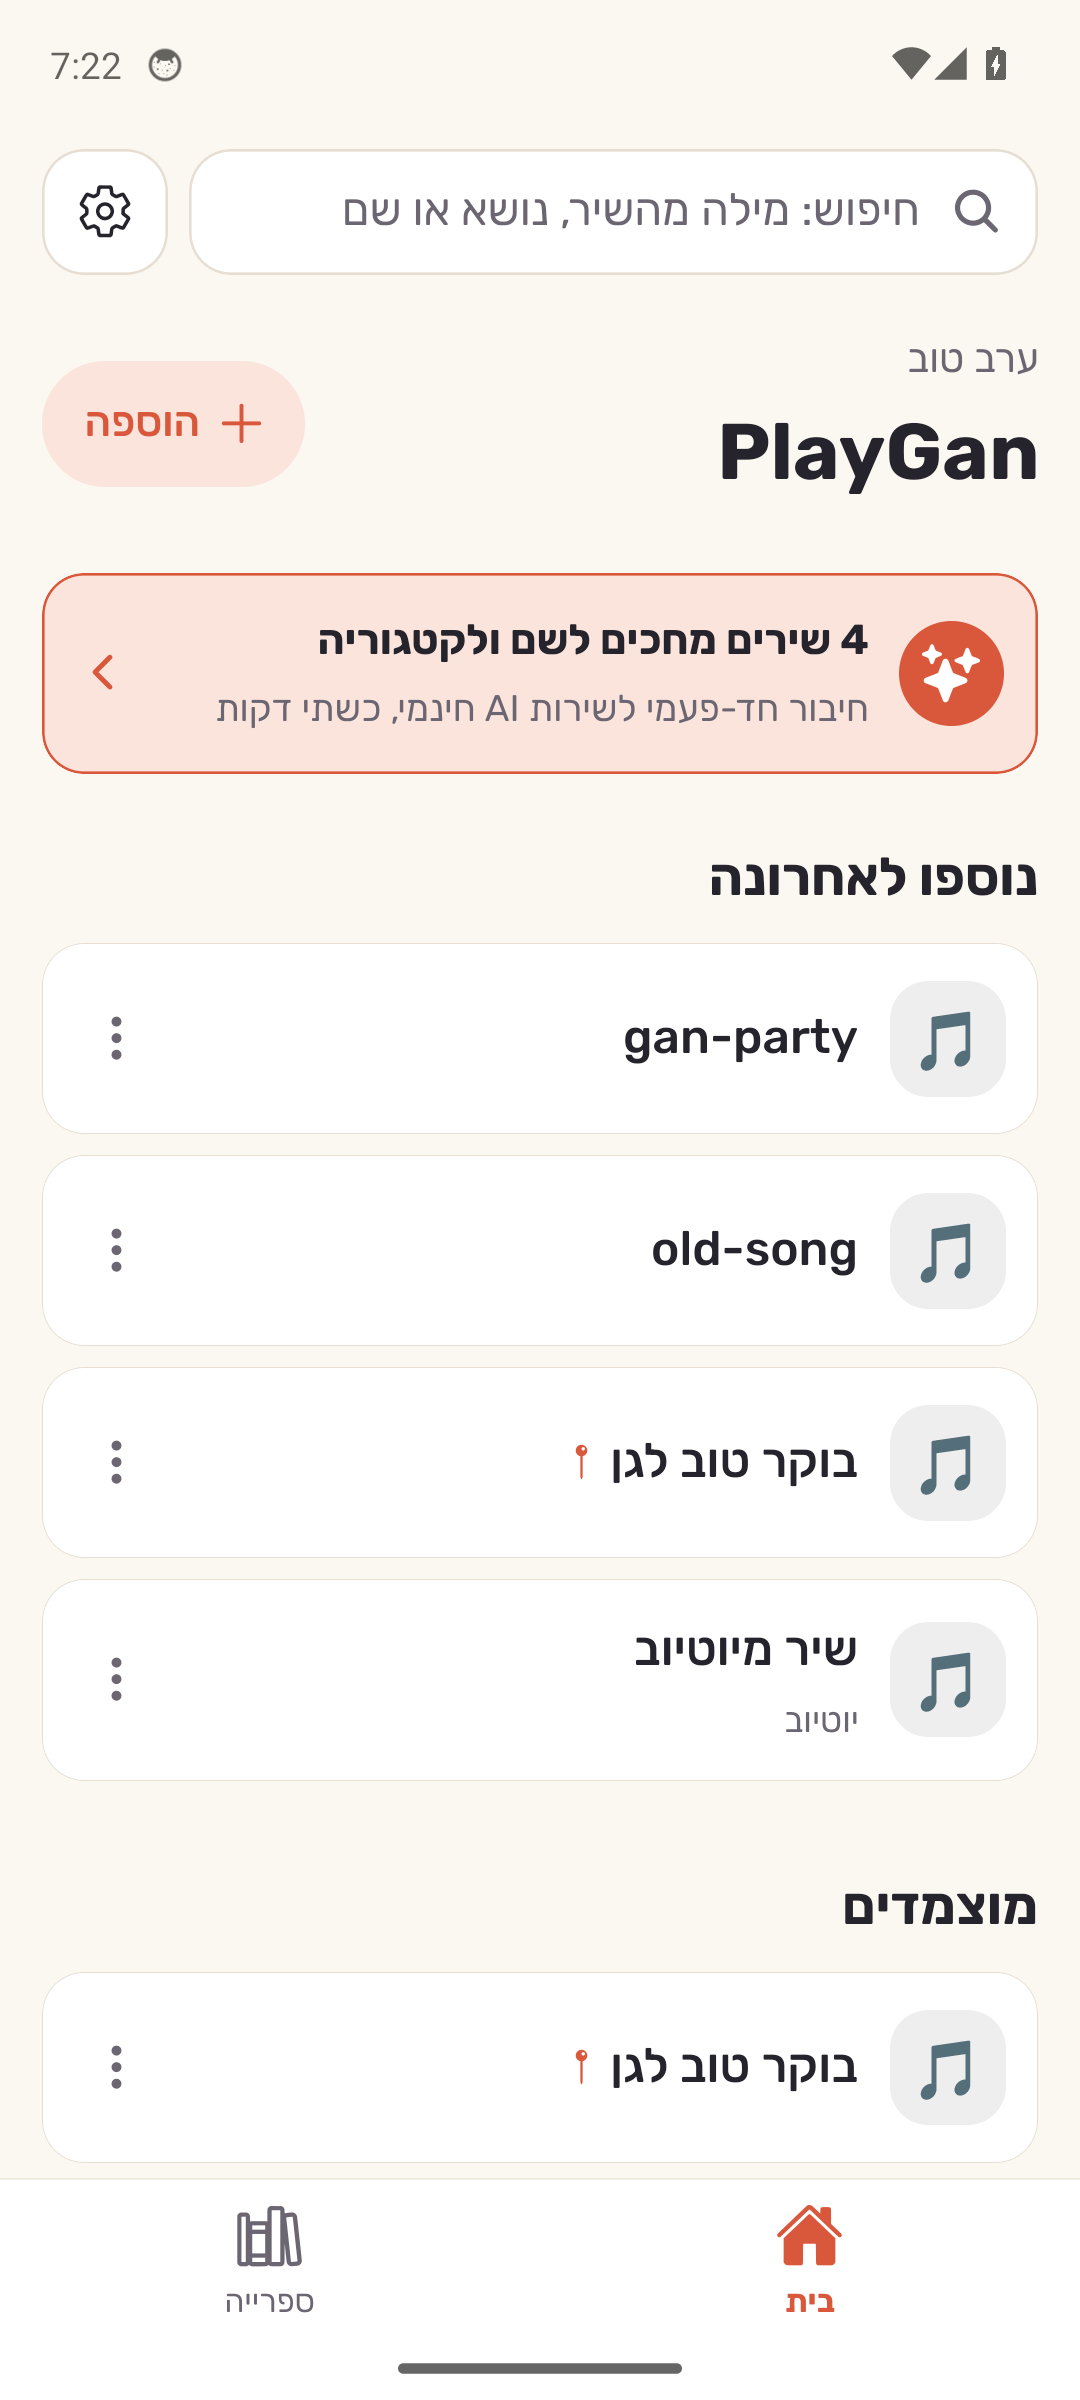 7:22
חיפוש: מילה מהשיר, נושא או שם
ערב טוב
PlayGan
הוספה
4 שירים מחכים לשם ולקטגוריה
חיבור חד-פעמי לשירות AI חינמי, כשתי דקות
נוספו לאחרונה
gan-party
old-song
בוקר טוב לגן
שיר מיוטיוב
יוטיוב
מוצמדים
בוקר טוב לגן
בית
ספרייה